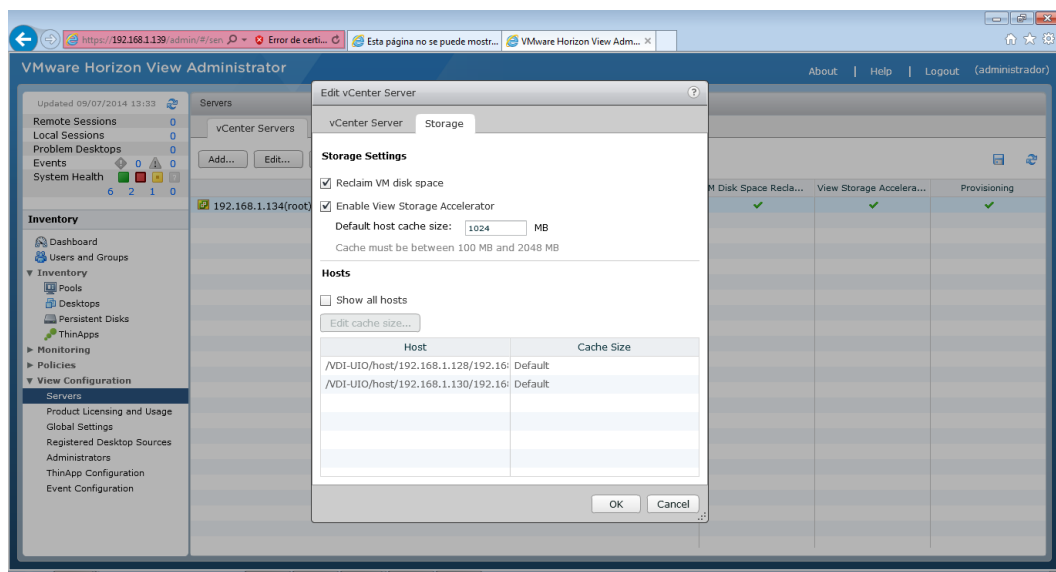 https://192.168.1.139/admin/#/sen
Error de certi...
Esta página no se puede mostr...
VMware Horizon View Adm...
VMware Horizon View Administrator
About | Help | Logout (administrador)
Updated 09/07/2014 13:33
Remote Sessions 0
Local Sessions 0
Problem Desktops 0
Events 0 0
System Health
6 2 1 0
Inventory
Dashboard
Users and Groups
Inventory
Pools
Desktops
Persistent Disks
ThinApps
Monitoring
Policies
View Configuration
Servers
Product Licensing and Usage
Global Settings
Registered Desktop Sources
Administrators
ThinApp Configuration
Event Configuration
Servers
vCenter Servers
Add... Edit...
M Disk Space Recla... View Storage Accelera... Provisioning
192.168.1.134(root)
Edit vCenter Server
vCenter Server Storage
Storage Settings
Reclaim VM disk space
Enable View Storage Accelerator
Default host cache size: 1024 MB
Cache must be between 100 MB and 2048 MB
Hosts
Show all hosts
Edit cache size...
Host Cache Size
/VDI-UIO/host/192.168.1.128/192.16 Default
/VDI-UIO/host/192.168.1.130/192.16 Default
OK Cancel